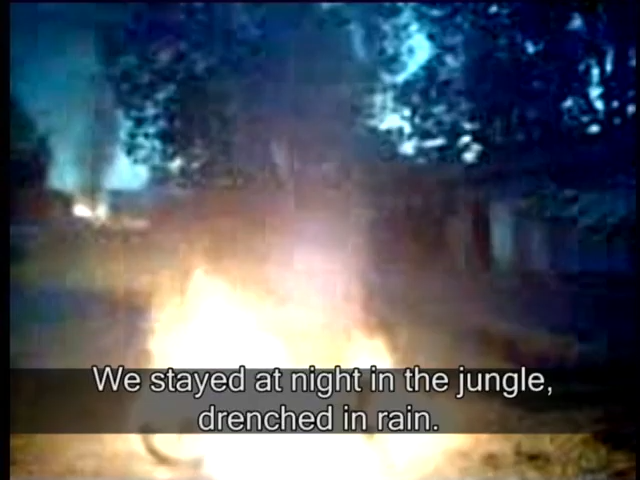 We stayed at night in the jungle,
drenched in rain.